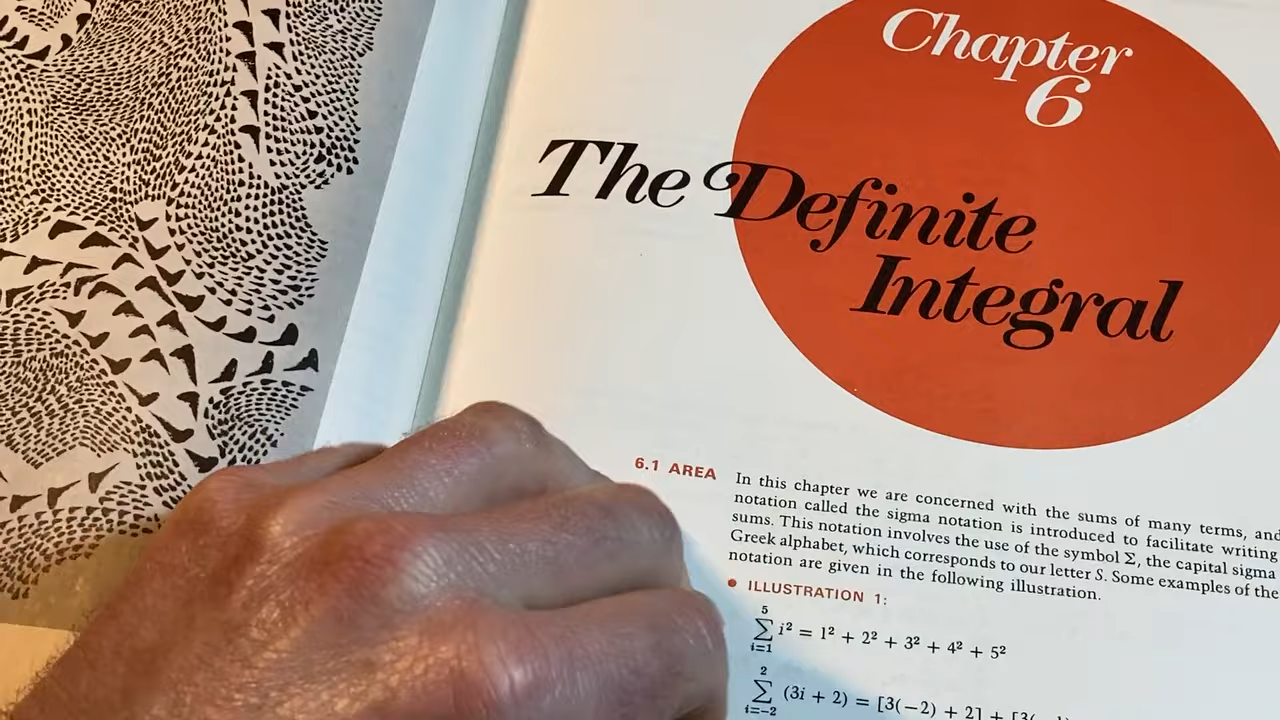 Chapter
6
The Definite
Integral
6.1 AREA
In this chapter we are concerned with the sums of many terms, and
notation called the sigma notation is introduced to facilitate writing
sums. This notation involves the use of the symbol Σ, the capital sigma
Greek alphabet, which corresponds to our letter S. Some examples of the
notation are given in the following illustration.
• ILLUSTRATION 1:
5
∑ i² = 1² + 2² + 3² + 4² + 5²
i=1
2
∑ (3i + 2) = [3(−2) + 2] + [3(
i=−2